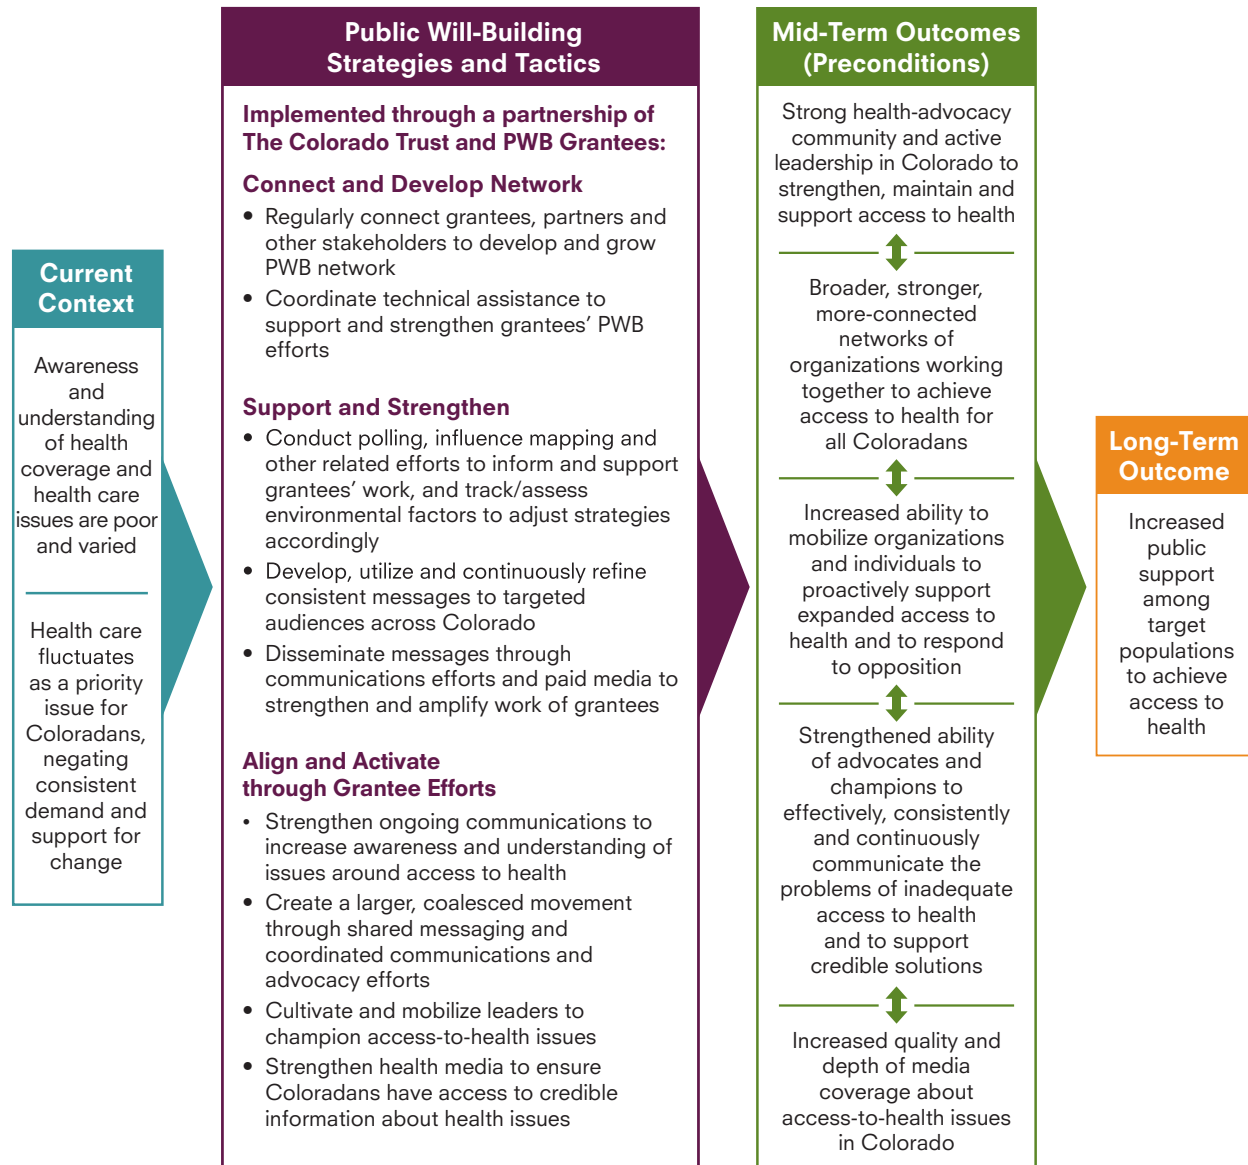 Current
Context
Awareness
and
understanding
of health
coverage and
health care
issues are poor
and varied
Health care
fluctuates
as a priority
issue for
Coloradans,
negating
consistent
demand and
support for
change
Public Will-Building
Strategies and Tactics
Implemented through a partnership of
The Colorado Trust and PWB Grantees:
Connect and Develop Network
• Regularly connect grantees, partners and
other stakeholders to develop and grow
PWB network
• Coordinate technical assistance to
support and strengthen grantees’ PWB
efforts
Support and Strengthen
• Conduct polling, influence mapping and
other related efforts to inform and support
grantees’ work, and track/assess
environmental factors to adjust strategies
accordingly
• Develop, utilize and continuously refine
consistent messages to targeted
audiences across Colorado
• Disseminate messages through
communications efforts and paid media to
strengthen and amplify work of grantees
Align and Activate
through Grantee Efforts
• Strengthen ongoing communications to
increase awareness and understanding of
issues around access to health
• Create a larger, coalesced movement
through shared messaging and
coordinated communications and
advocacy efforts
• Cultivate and mobilize leaders to
champion access-to-health issues
• Strengthen health media to ensure
Coloradans have access to credible
information about health issues
Mid-Term Outcomes
(Preconditions)
Strong health-advocacy
community and active
leadership in Colorado to
strengthen, maintain and
support access to health
Broader, stronger,
more-connected
networks of
organizations working
together to achieve
access to health for
all Coloradans
Increased ability to
mobilize organizations
and individuals to
proactively support
expanded access to
health and to respond
to opposition
Strengthened ability
of advocates and
champions to
effectively, consistently
and continuously
communicate the
problems of inadequate
access to health
and to support
credible solutions
Increased quality and
depth of media
coverage about
access-to-health issues
in Colorado
Long-Term
Outcome
Increased
public
support
among
target
populations
to achieve
access to
health